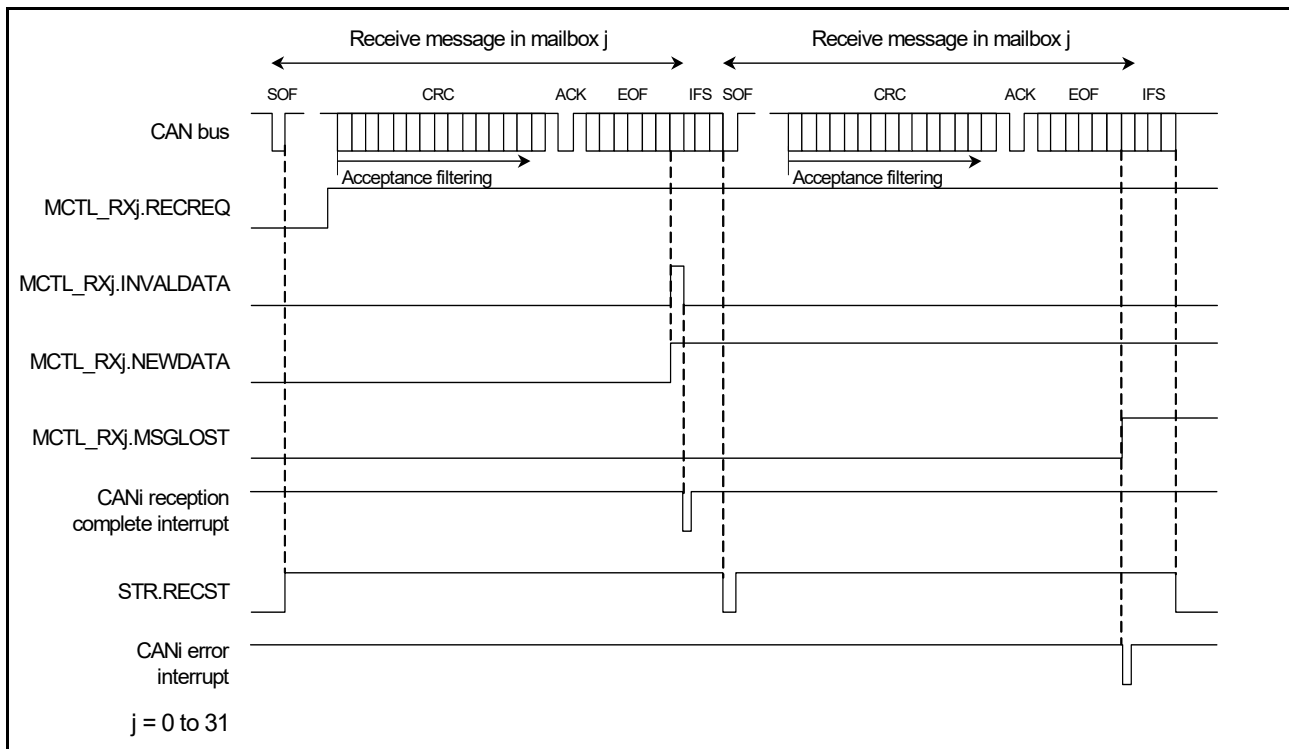 Receive message in mailbox j Receive message in mailbox j
SOF CRC ACK EOF IFS SOF CRC ACK EOF IFS
CAN bus
Acceptance filtering Acceptance filtering
MCTL_RXj.RECREQ
MCTL_RXj.INVALDATA
MCTL_RXj.NEWDATA
MCTL_RXj.MSGLOST
CANi reception
complete interrupt
STR.RECST
CANi error
interrupt
j = 0 to 31